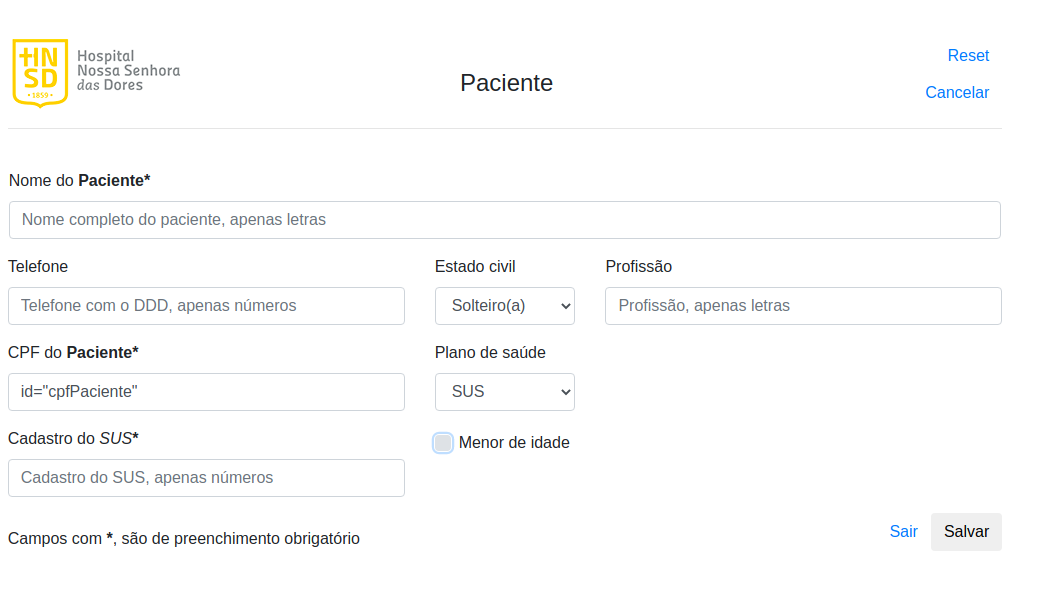 HNSD
1859
Hospital
Nossa Senhora
das Dores
Paciente
Reset
Cancelar
Nome do Paciente*
Nome completo do paciente, apenas letras
Telefone
Estado civil
Profissão
Telefone com o DDD, apenas números
Solteiro(a)
Profissão, apenas letras
CPF do Paciente*
Plano de saúde
id="cpfPaciente"
SUS
Cadastro do SUS*
Menor de idade
Cadastro do SUS, apenas números
Campos com *, são de preenchimento obrigatório
Sair
Salvar